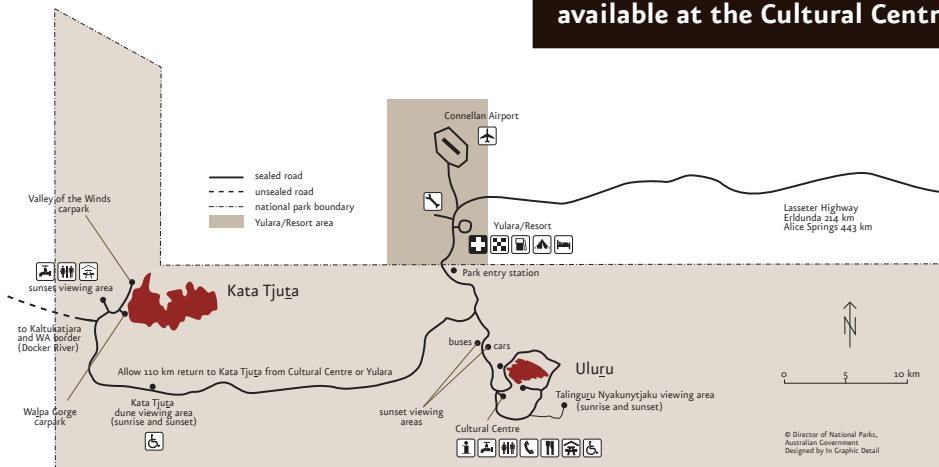 available at the Cultural Centr
Connellan Airport
sealed road
unsealed road
national park boundary
Yulara/Resort area
Valley of the Winds
carpark
Lasseter Highway
Erldunda 214 km
Alice Springs 443 km
Yulara/Resort
Park entry station
sunset viewing area
Kata Tjuṯa
N
to Kaltukatjara
and WA border
(Docker River)
buses
cars
Uluṟu
Allow 110 km return to Kata Tjuṯa from Cultural Centre or Yulara
0 5 10 km
Talinguṟu Nyakunytjaku viewing area
(sunrise and sunset)
Walpa Gorge
carpark
Kata Tjuṯa
dune viewing area
(sunrise and sunset)
sunset viewing
areas
Cultural Centre
i
© Director of National Parks,
Australian Government
Designed by In Graphic Detail